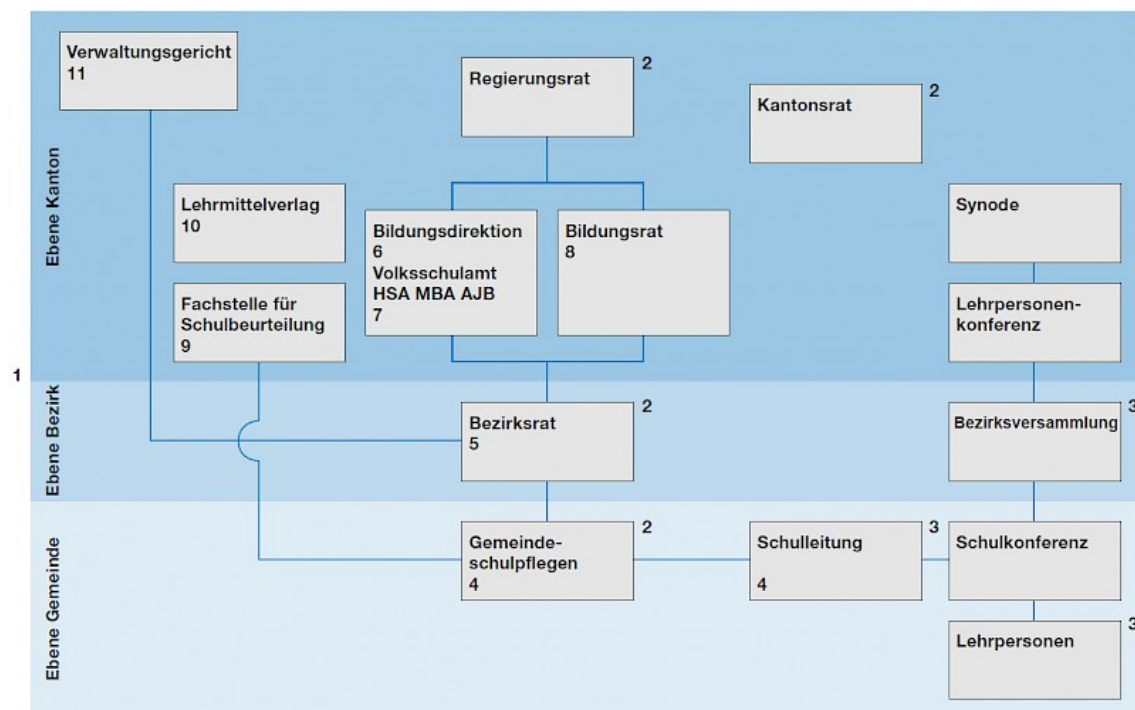 Verwaltungsgericht
11
Regierungsrat
2
Kantonsrat
2
Ebene Kanton
Lehrmittelverlag
10
Bildungsdirektion
6
Volksschulamt
HSA MBA AJB
7
Bildungsrat
8
Synode
Fachstelle für
Schulbeurteilung
9
Lehrpersonen-
konferenz
1
Ebene Bezirk
Bezirksrat
5
2
Bezirksversammlung
3
Ebene Gemeinde
Gemeinde-
schulpflegen
4
2
Schulleitung
4
3
Schulkonferenz
Lehrpersonen
3